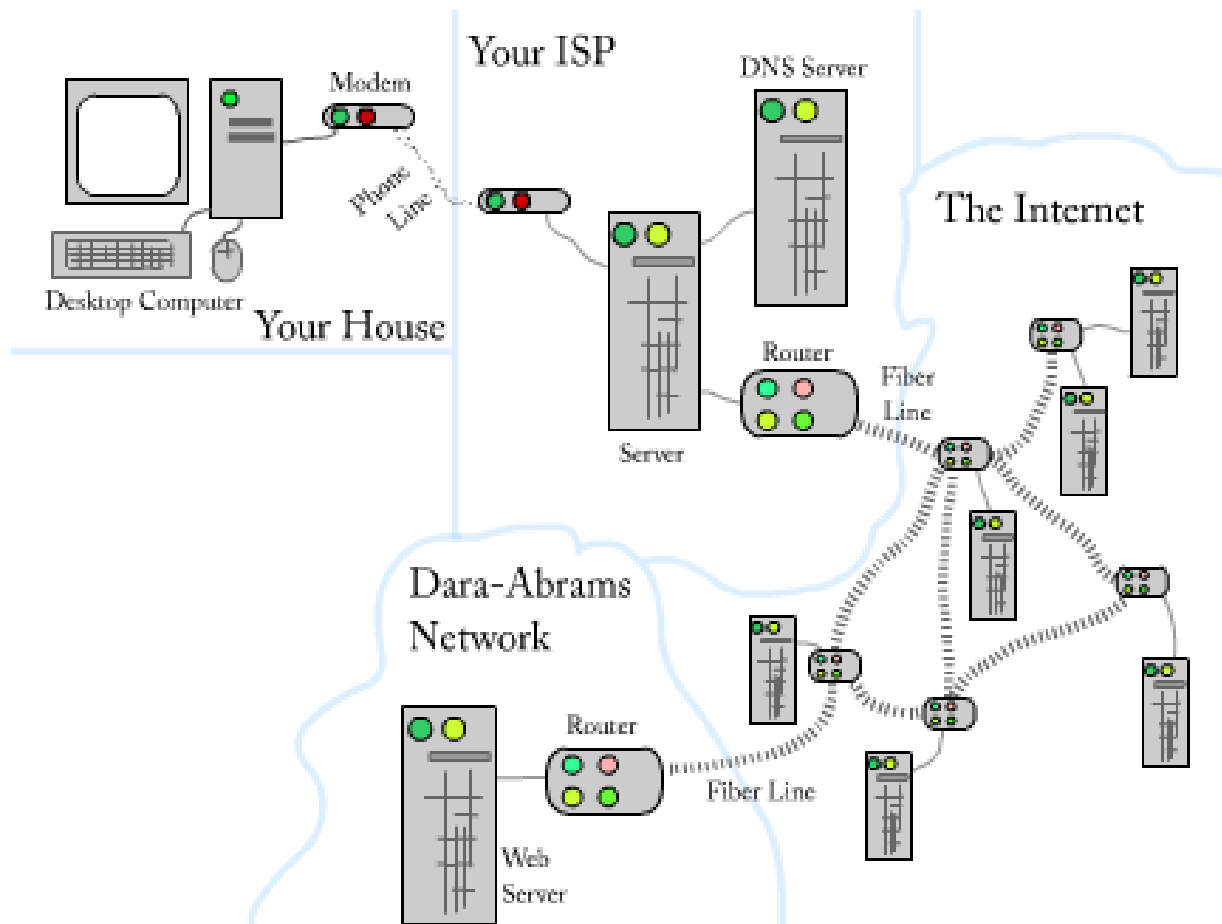 Your ISP
DNS Server
Modem
Phone
Line
The Internet
Desktop Computer
Your House
Router
Fiber
Line
Server
Dara-Abrams
Network
Router
Fiber Line
Web
Server